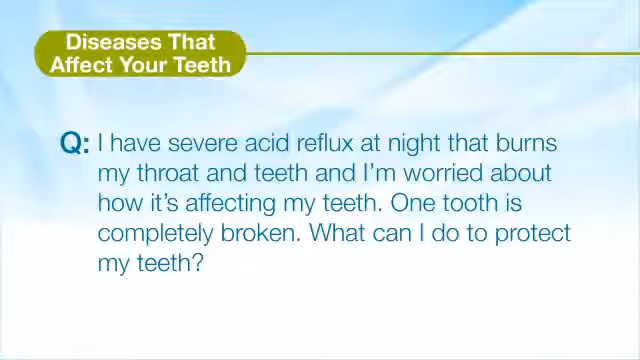 Diseases That
Affect Your Teeth
Q: I have severe acid reflux at night that burns
my throat and teeth and I'm worried about
how it's affecting my teeth. One tooth is
completely broken. What can I do to protect
my teeth?